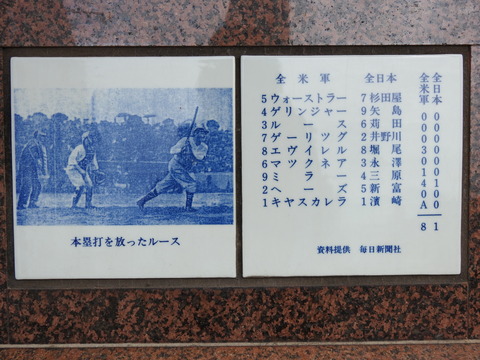 本塁打を放ったルース
全米軍 全日本
5 ウォーストラー 7 杉田屋
4 ゲリンジャー 9 矢島
3 ルース 6 苅田
7 ゲーリツグ 2 井野川
8 エヴイレル 8 堀尾
6 マツクネア 3 永澤
9 ミラー 4 三原
2 ヘーズ 5 新富
1 キヤスカレラ 1 濱崎
全日本 000000100 1
全米軍 00030140A 8
資料提供 毎日新聞社